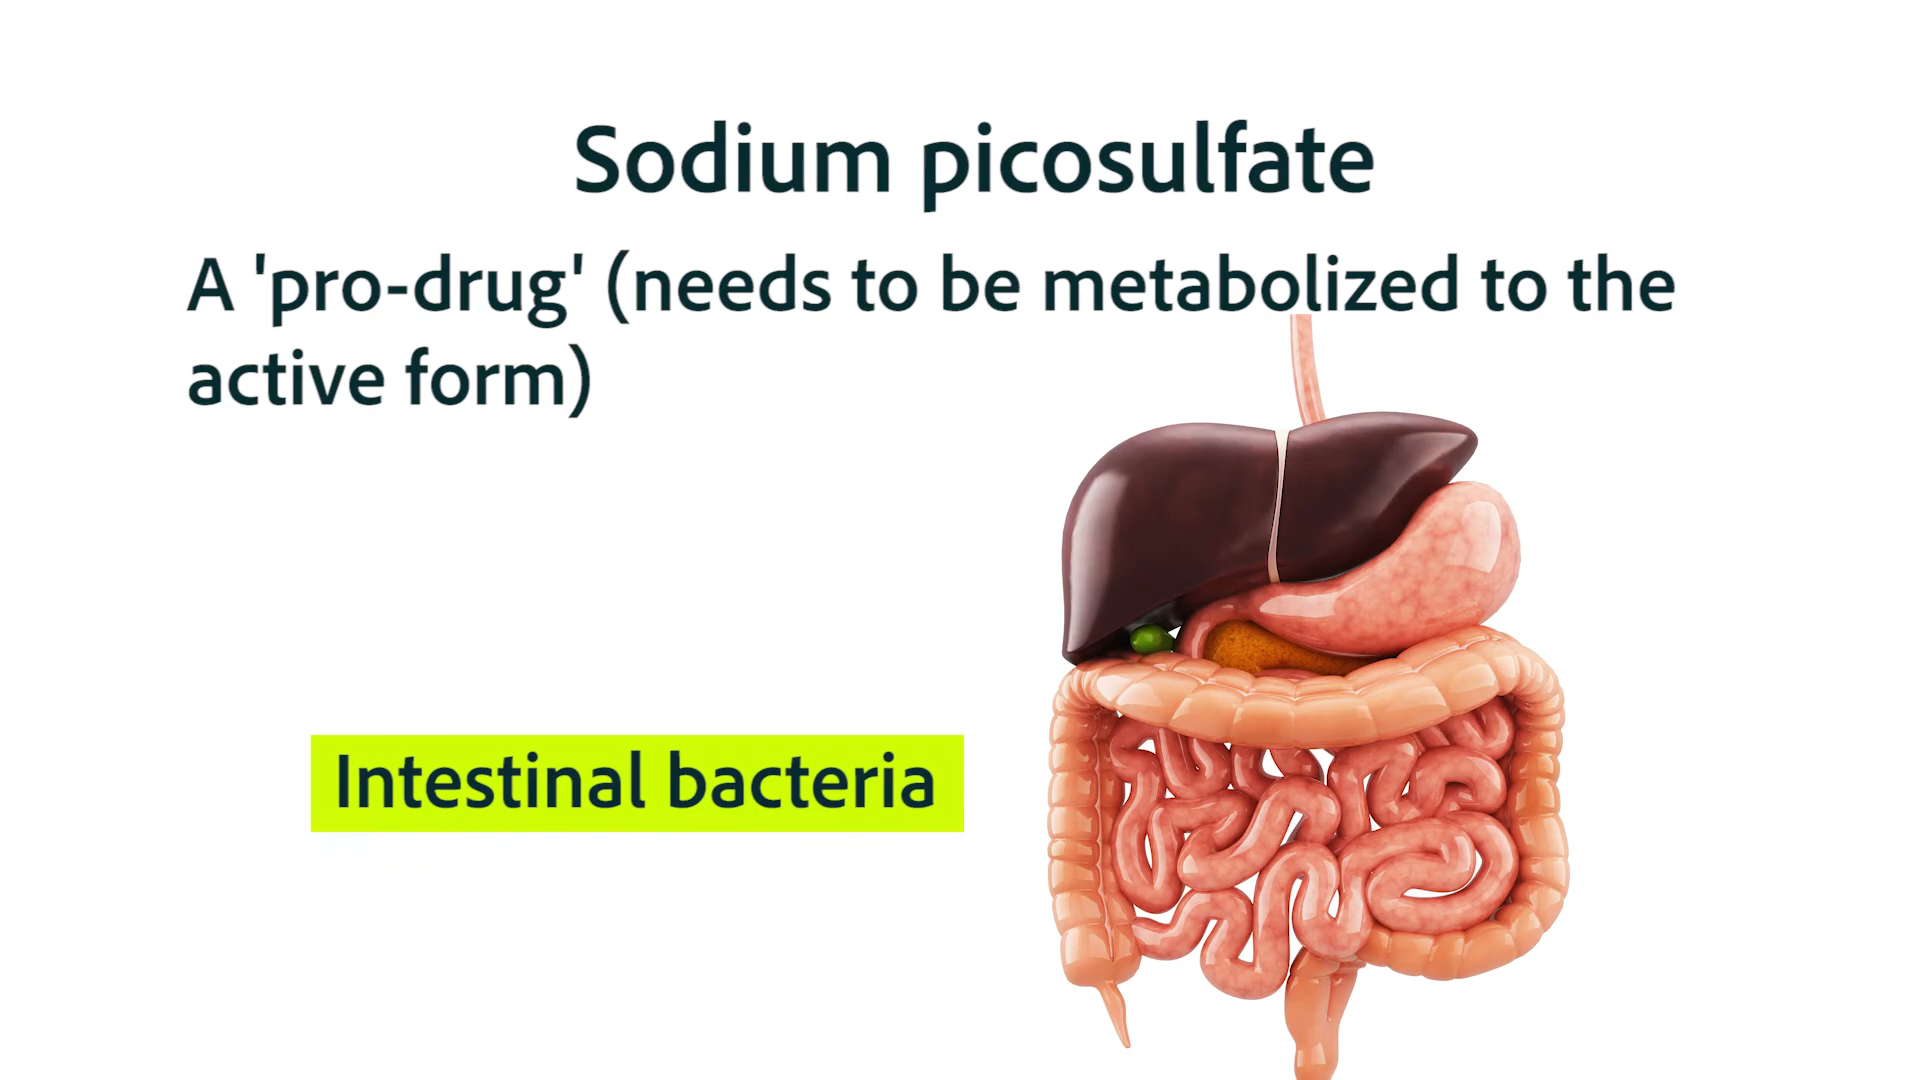 Sodium picosulfate
A 'pro-drug' (needs to be metabolized to the
active form)
Intestinal bacteria